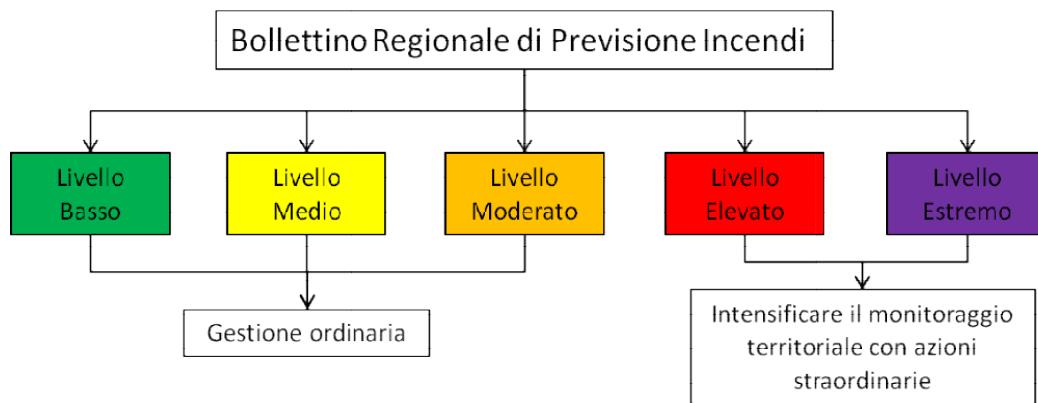 Bollettino Regionale di Previsione Incendi
Livello
Basso
Livello
Medio
Livello
Moderato
Livello
Elevato
Livello
Estremo
Gestione ordinaria
Intensificare il monitoraggio
territoriale con azioni
straordinarie